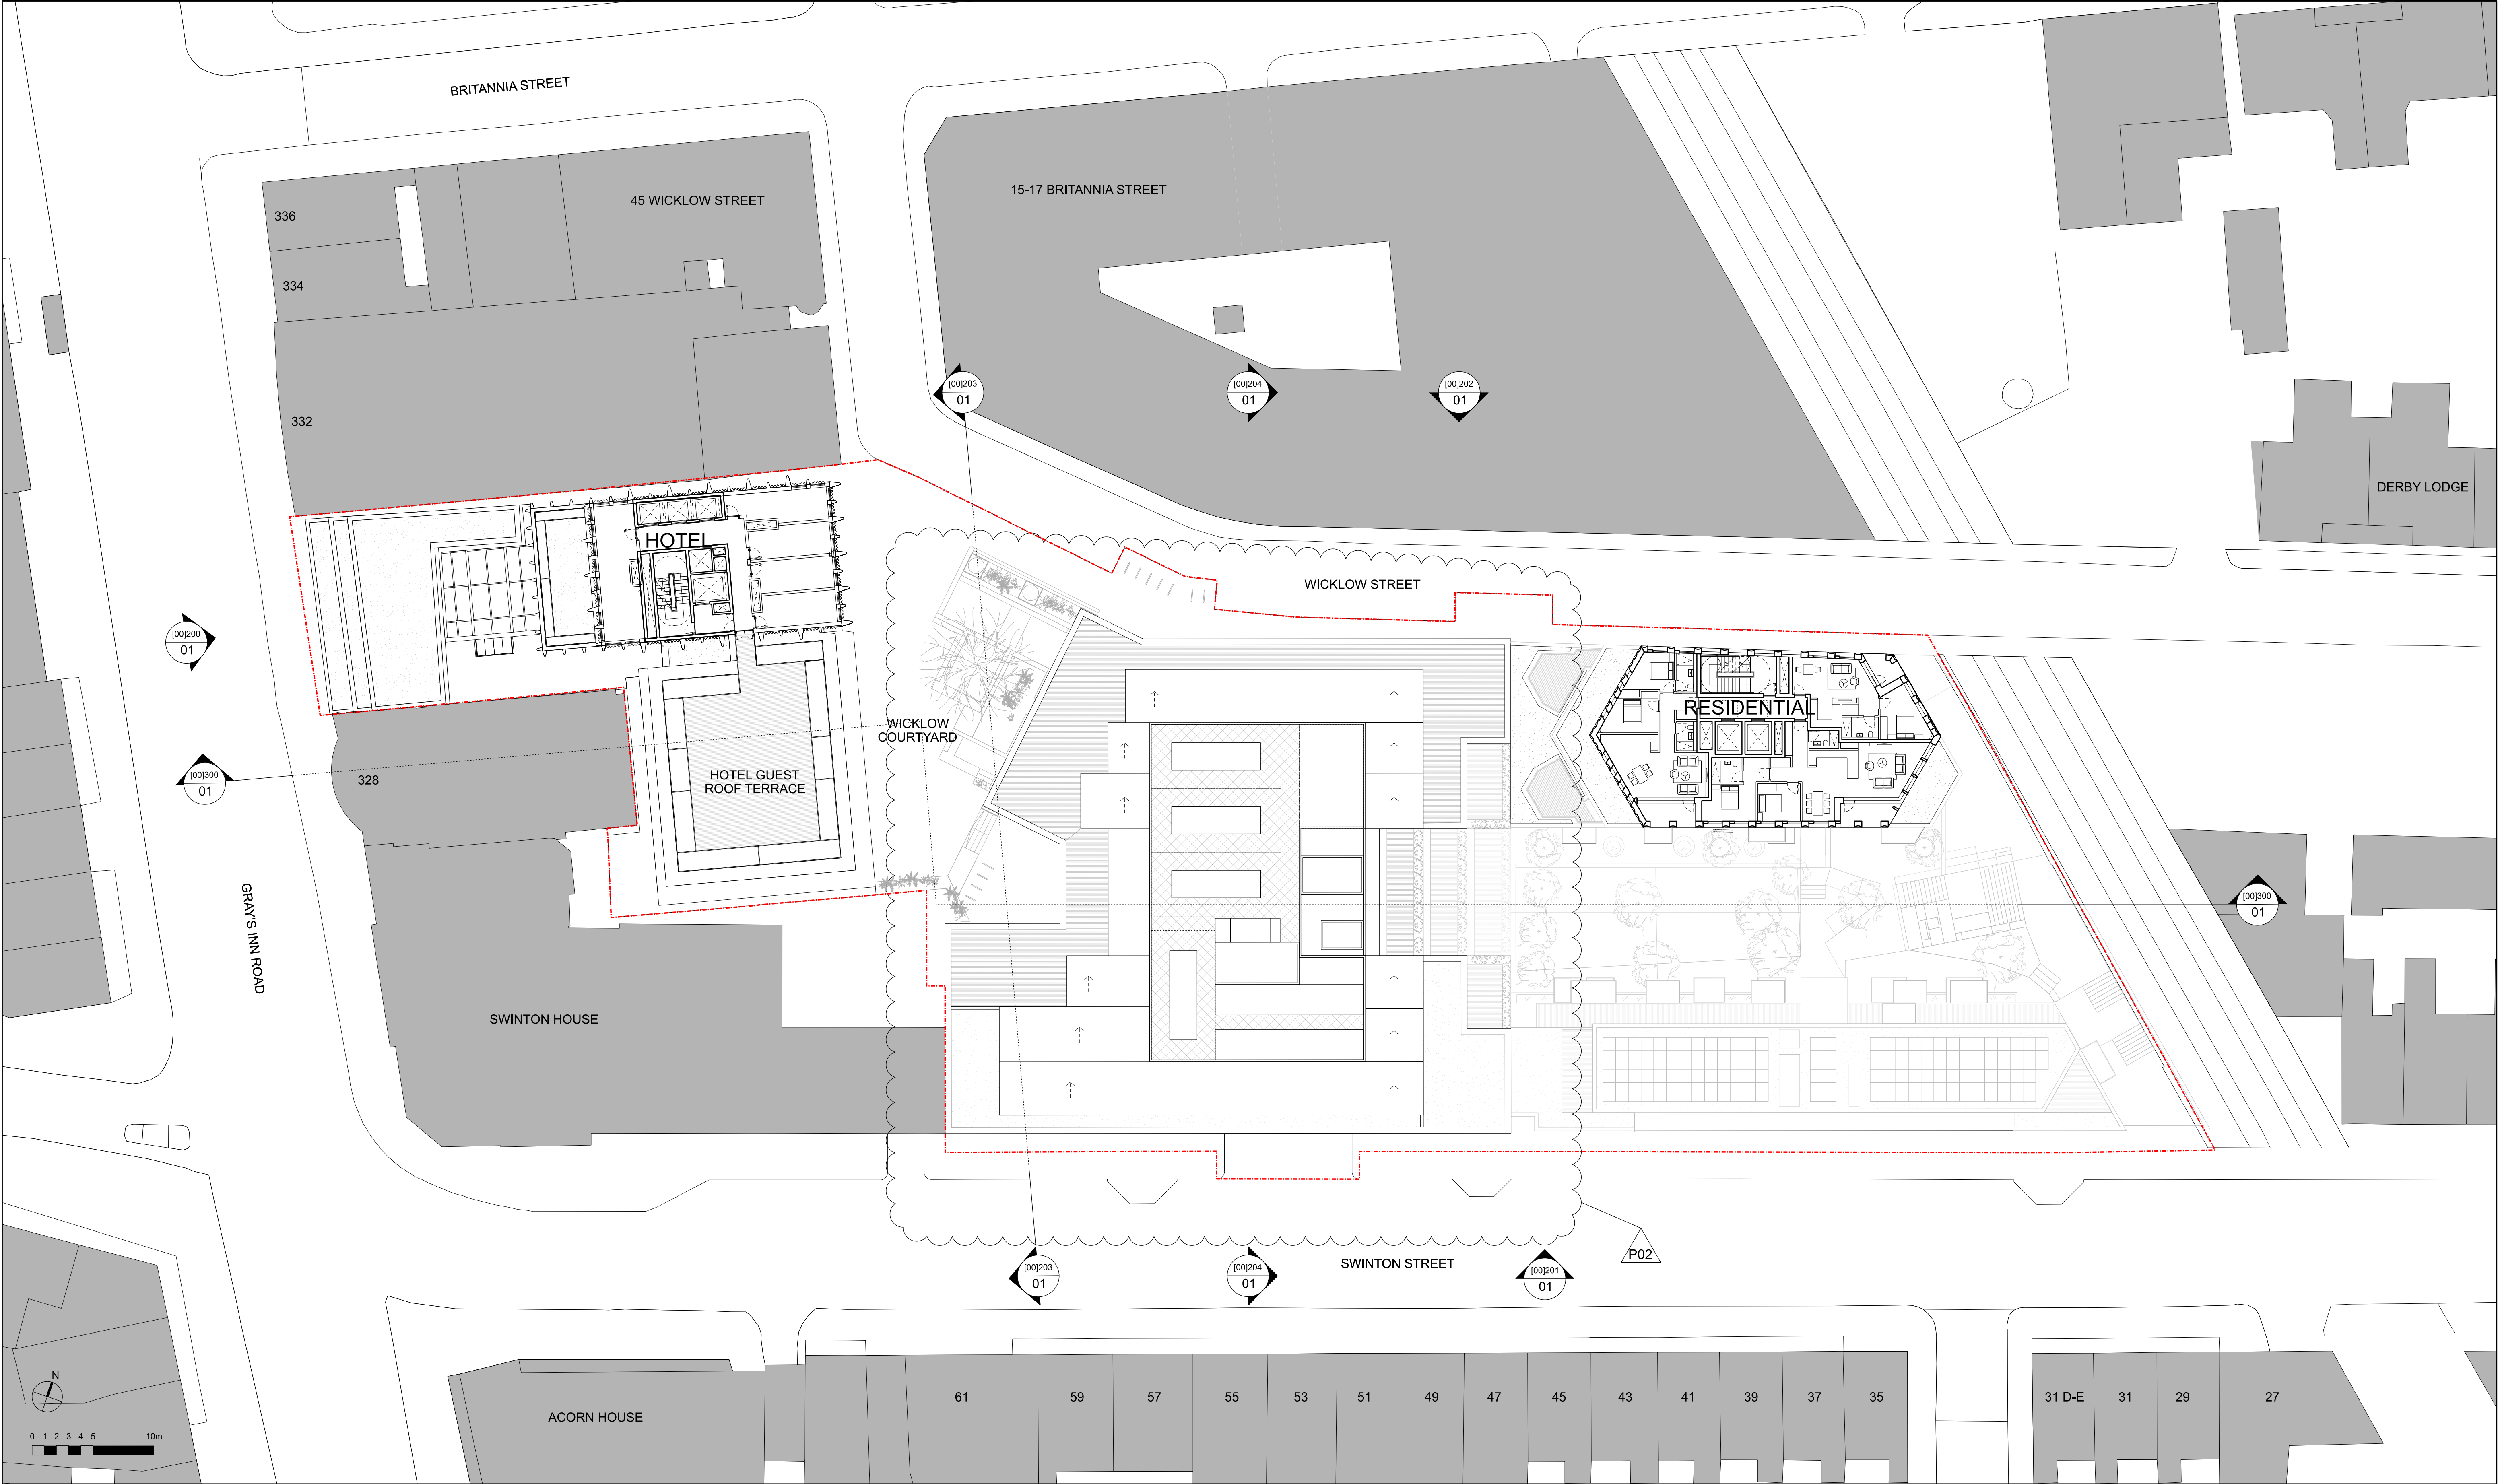 BRITANNIA STREET
15-17 BRITANNIA STREET
45 WICKLOW STREET
336
334
332
[00]203
01
[00]204
01
[00]202
01
DERBY LODGE
HOTEL
WICKLOW STREET
[00]200
01
RESIDENTIAL
WICKLOW
COURTYARD
HOTEL GUEST
ROOF TERRACE
[00]300
01
328
GRAY'S INN ROAD
[00]300
01
SWINTON HOUSE
P02
SWINTON STREET
[00]203
01
[00]204
01
[00]201
01
N
0 1 2 3 4 5 10m
ACORN HOUSE
61
59
57
55
53
51
49
47
45
43
41
39
37
35
31 D-E
31
29
27